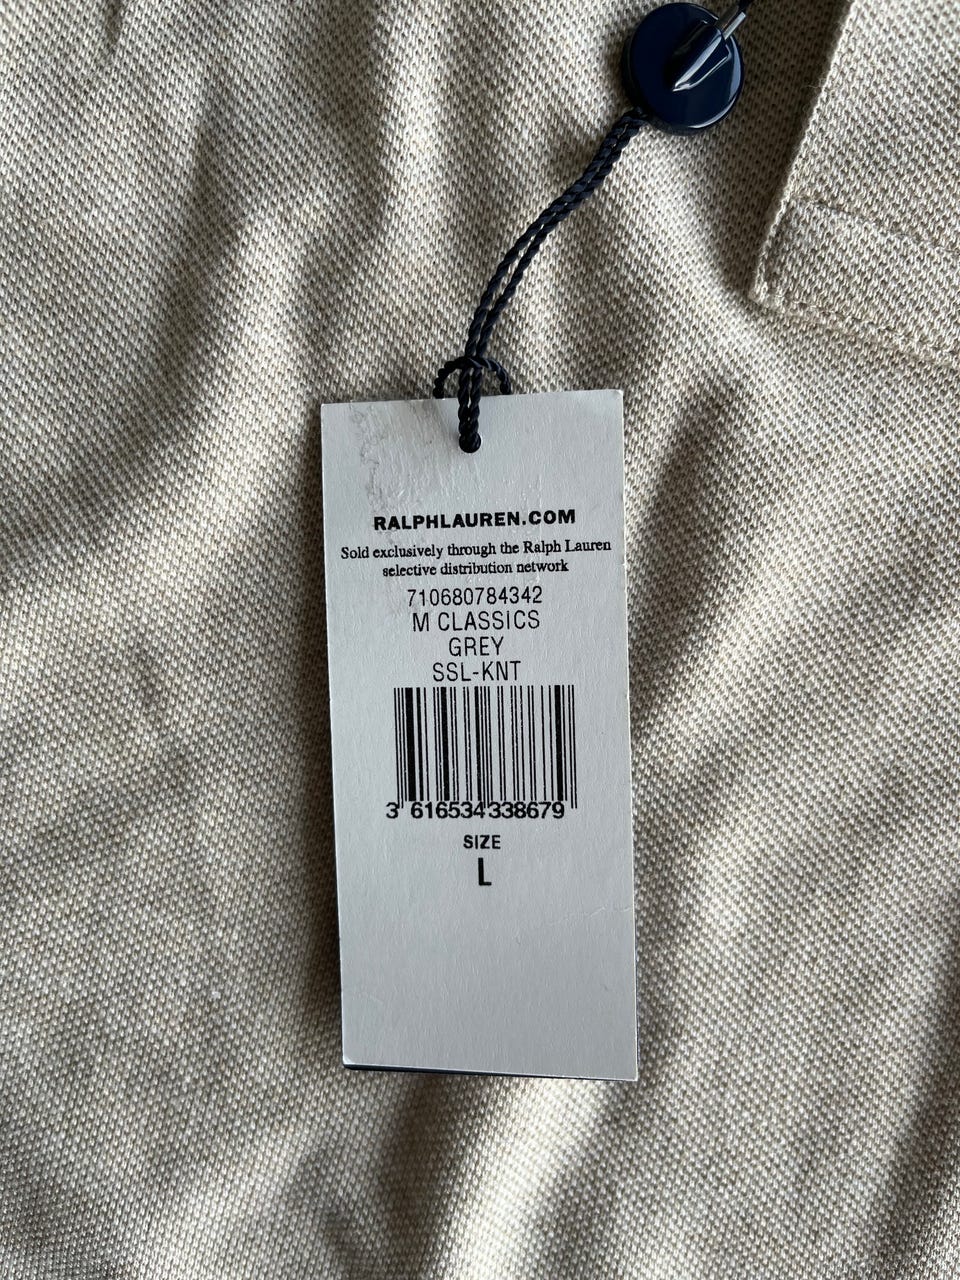 RALPHLAUREN.COM
Sold exclusively through the Ralph Lauren
selective distribution network
710680784342
M CLASSICS
GREY
SSL-KNT
3 616534 338679
SIZE
L